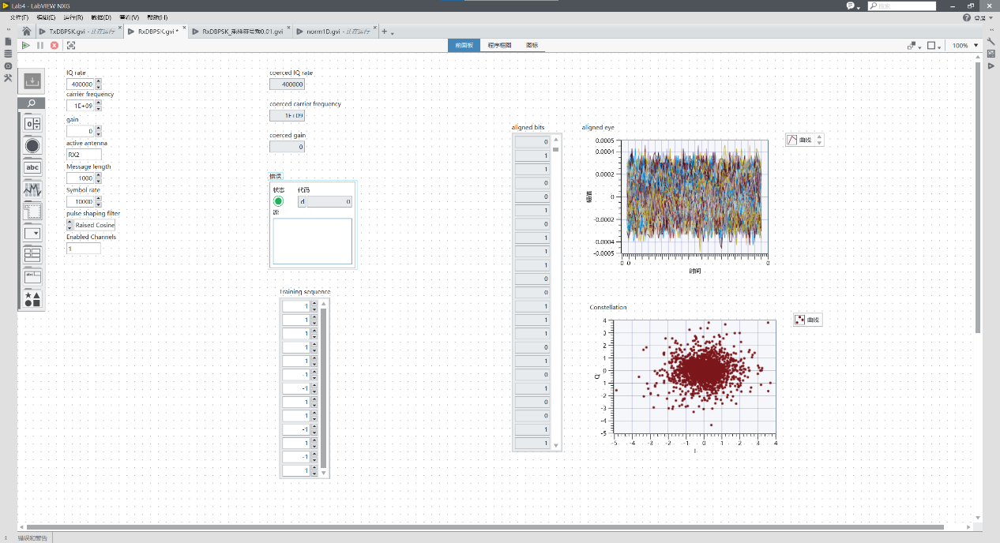 Lab4 - LabVIEW NXG
搜索
文件(F) 编辑(E) 运行(R) 数据(D) 查看(V) 帮助(H)
登录
TxDBPSK.gvi - 正在运行
RxDBPSK.gvi *
RxDBPSK_采样符号为0.01.gvi
norm1D.gvi - 正在运行
前面板
程序框图
图标
100%
IQ rate
400000
carrier frequency
1E+09
gain
0
active antenna
RX2
Message length
1000
Symbol rate
10000
pulse shaping filter
Raised Cosine
Enabled Channels
1
coerced IQ rate
400000
coerced carrier frequency
1E+09
coerced gain
0
错误
状态 代码
d 0
源
Training sequence
1
1
1
1
1
-1
-1
1
1
-1
1
-1
1
aligned bits
0
1
1
0
0
1
0
1
1
1
0
0
1
1
1
0
1
0
1
0
0
1
1
aligned eye
曲线
0.0005
0.0004
0.0002
0
-0.0002
-0.0004
-0.0005
幅值
0 0 0
时间
Constellation
曲线
4
3
2
1
0
-1
-2
-3
-4
-5
Q
-5 -4 -3 -2 -1 0 1 2 3 4
I
abc
错误和警告